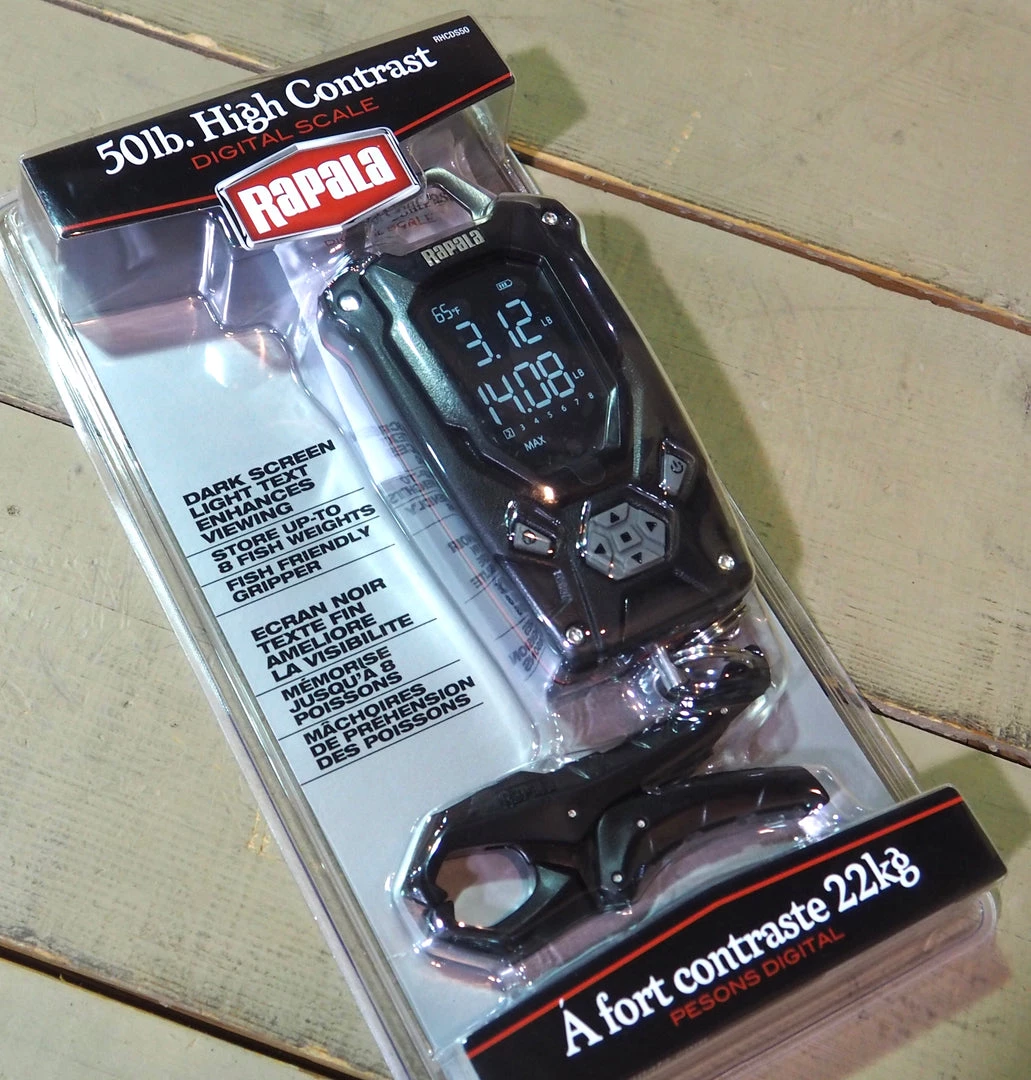 RHCDS50
50lb. High Contrast
DIGITAL SCALE
RAPALA
RAPALA
65°F
3.12 LB
14.08 LB
1 2 3 4 5 6 7 8
MAX
DARK SCREEN
LIGHT TEXT
ENHANCES
VIEWING
STORE UP-TO
8 FISH WEIGHTS
FISH FRIENDLY
GRIPPER
ECRAN NOIR
TEXTE FIN
AMÉLIORE
LA VISIBILITE
MÉMORISE
JUSQU'A 8
POISSONS
MÂCHOIRES
DE PRÉHENSION
DES POISSONS
Á fort contraste 22kg
PESONS DIGITAL